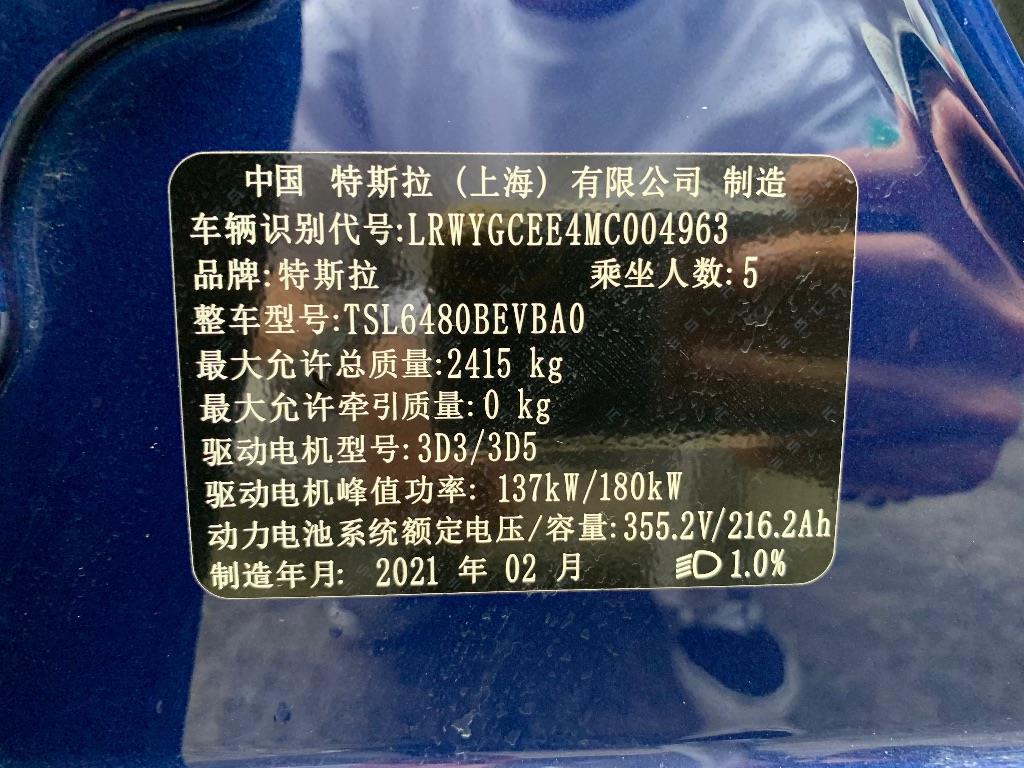 中国 特斯拉 (上海) 有限公司 制造
车辆识别代号:LRWYGCEE4MC004963
品牌:特斯拉 乘坐人数:5
整车型号:TSL6480BEVBA0
最大允许总质量:2415 kg
最大允许牵引质量:0 kg
驱动电机型号:3D3/3D5
驱动电机峰值功率: 137kW/180kW
动力电池系统额定电压/容量:355.2V/216.2Ah
制造年月: 2021 年 02 月 1.0%